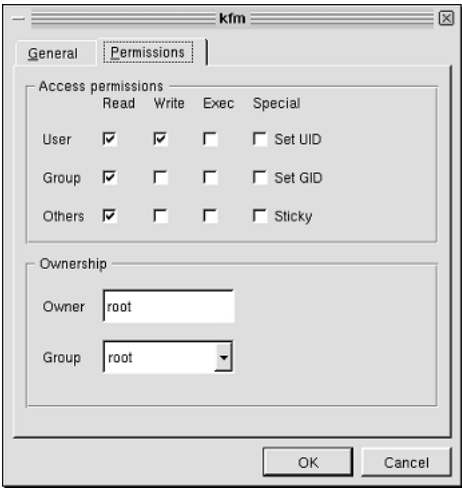 kfm
General Permissions
Access permissions
Read Write Exec Special
User Set UID
Group Set GID
Others Sticky
Ownership
Owner root
Group root
OK Cancel